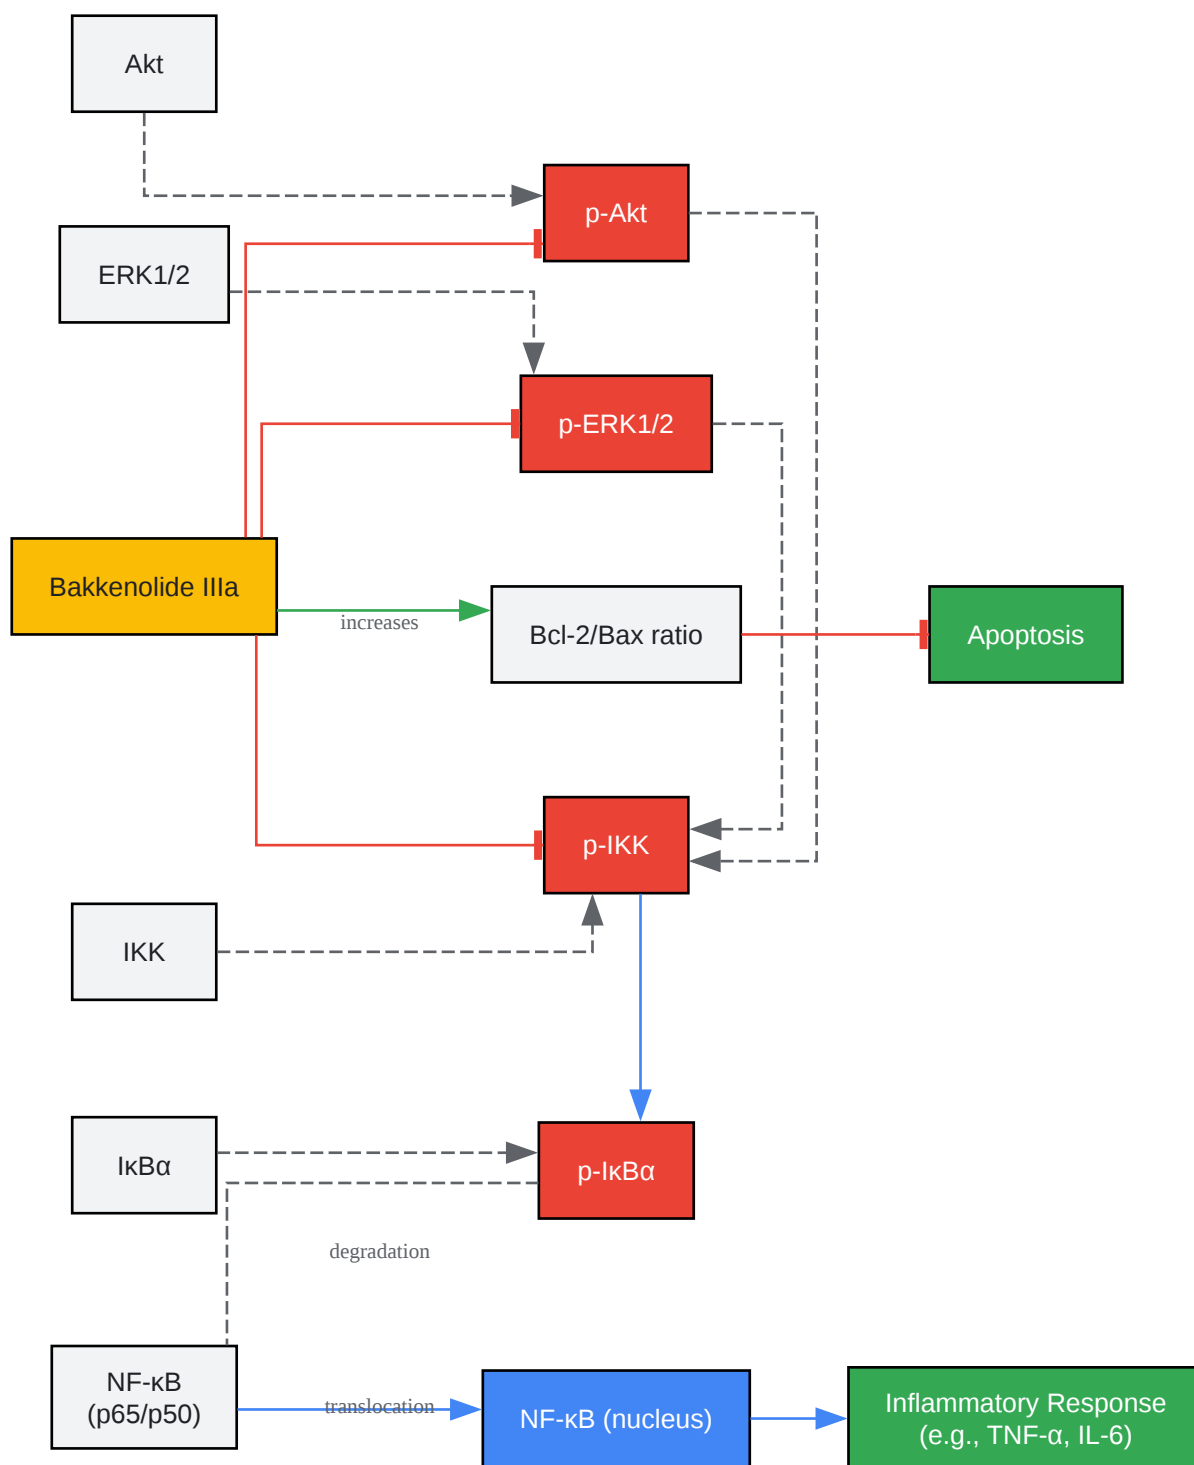 Akt
p-Akt
ERK1/2
p-ERK1/2
Bakkenolide IIIa
increases
Bcl-2/Bax ratio
Apoptosis
p-IKK
IKK
IκBα
p-IκBα
degradation
NF-κB
(p65/p50)
translocation
NF-κB (nucleus)
Inflammatory Response
(e.g., TNF-α, IL-6)